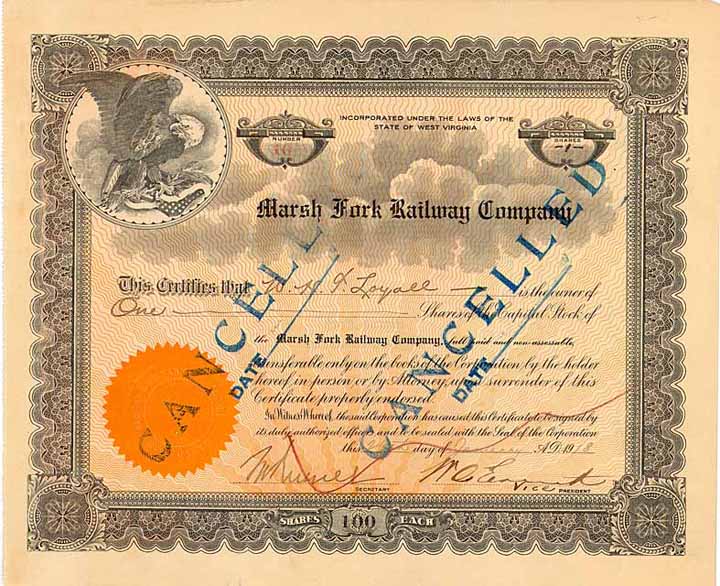 INCORPORATED UNDER THE LAWS OF THE
STATE OF WEST VIRGINIA
NUMBER
SHARES
-1-
Marsh Fork Railway Company
This Certifies that W. N. F. Loyall is the owner of
One Shares of the Capital Stock of
the Marsh Fork Railway Company, full paid and non-assessable,
transferable only on the books of the Corporation by the holder
hereof in person or by Attorney, upon surrender of this
Certificate properly endorsed.
In Witness Whereof, the said Corporation has caused this Certificate to be signed by
its duly authorized officers and to be sealed with the Seal of the Corporation
this day of A.D. 1918
SECRETARY
Vice PRESIDENT
SHARES 100 EACH
CANCELLED
DATE
CANCELLED
DATE